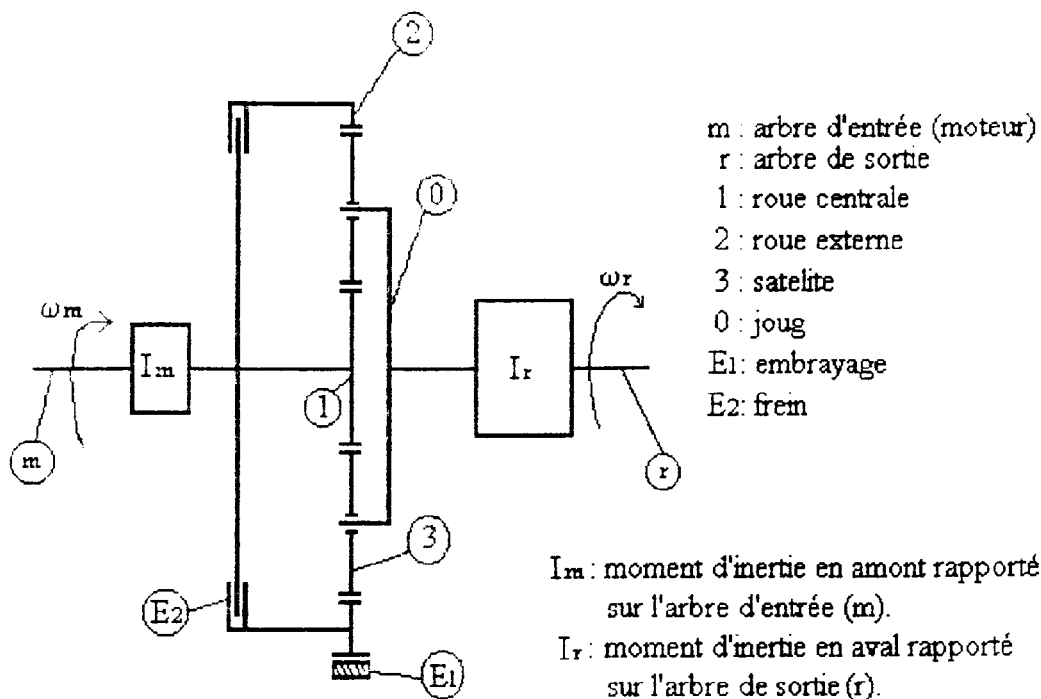 2
0
ωm
Im
1
m
3
E2
E1
Ir
ωr
r
m : arbre d'entrée (moteur)
r : arbre de sortie
1 : roue centrale
2 : roue externe
3 : satelite
0 : joug
E1: embrayage
E2: frein
Im : moment d'inertie en amont rapporté
sur l'arbre d'entrée (m).
Ir : moment d'inertie en aval rapporté
sur l'arbre de sortie (r).